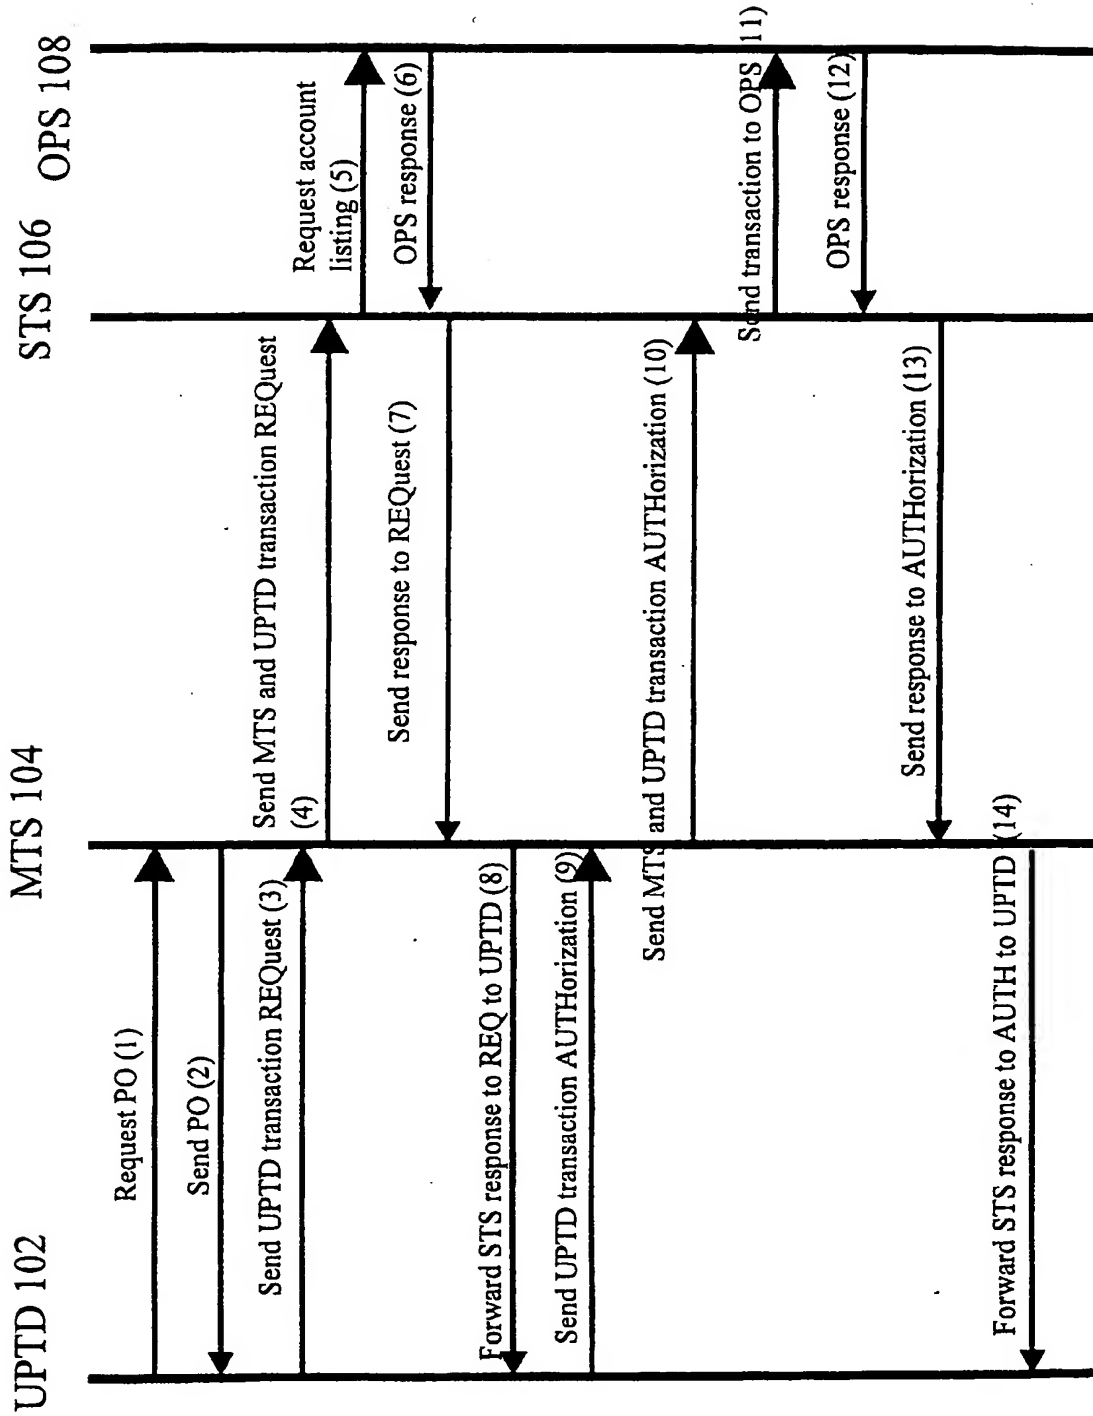 UPTD 102
MTS 104
STS 106
OPS 108
Request PO (1)
Send PO (2)
Send UPTD transaction REQuest (3)
Send MTS and UPTD transaction REQuest
(4)
Request account
listing (5)
OPS response (6)
Send response to REQuest (7)
Forward STS response to REQ to UPTD (8)
Send UPTD transaction AUTHorization (9)
Send MTS and UPTD transaction AUTHorization (10)
Send transaction to OPS (11)
OPS response (12)
Send response to AUTHorization (13)
Forward STS response to AUTH to UPTD (14)